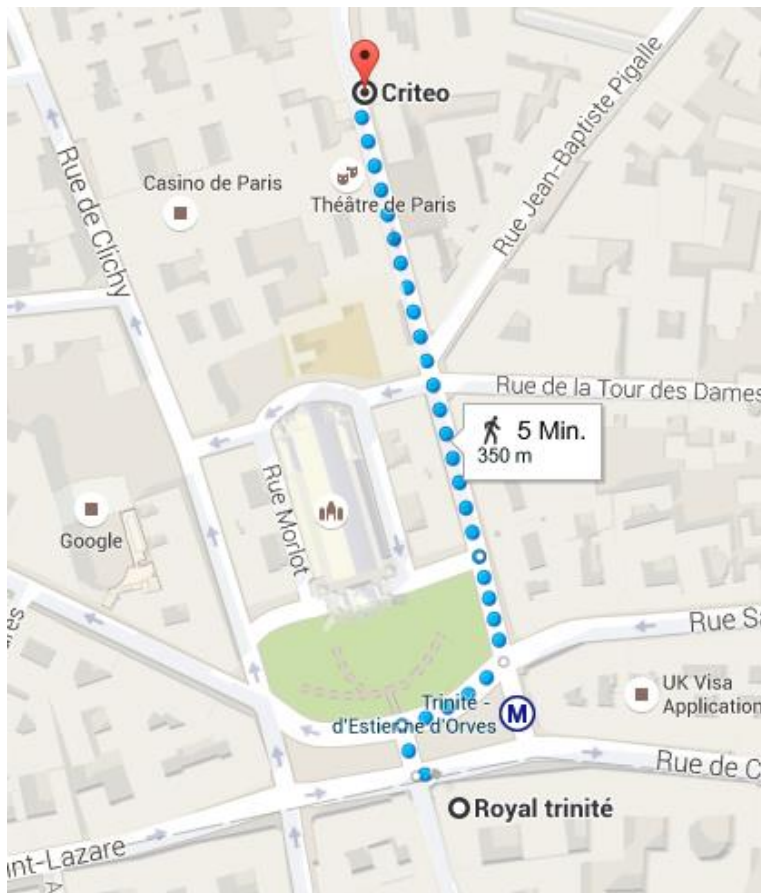 Criteo
Rue Jean-Baptiste Pigalle
Rue de Clichy
Casino de Paris
Théâtre de Paris
Rue de la Tour des Dames
5 Min.
350 m
Rue Morlot
Google
Rue Sa
UK Visa
Application
Trinité -
d'Estienne d'Orves
M
Rue de C
Royal trinité
int-Lazare